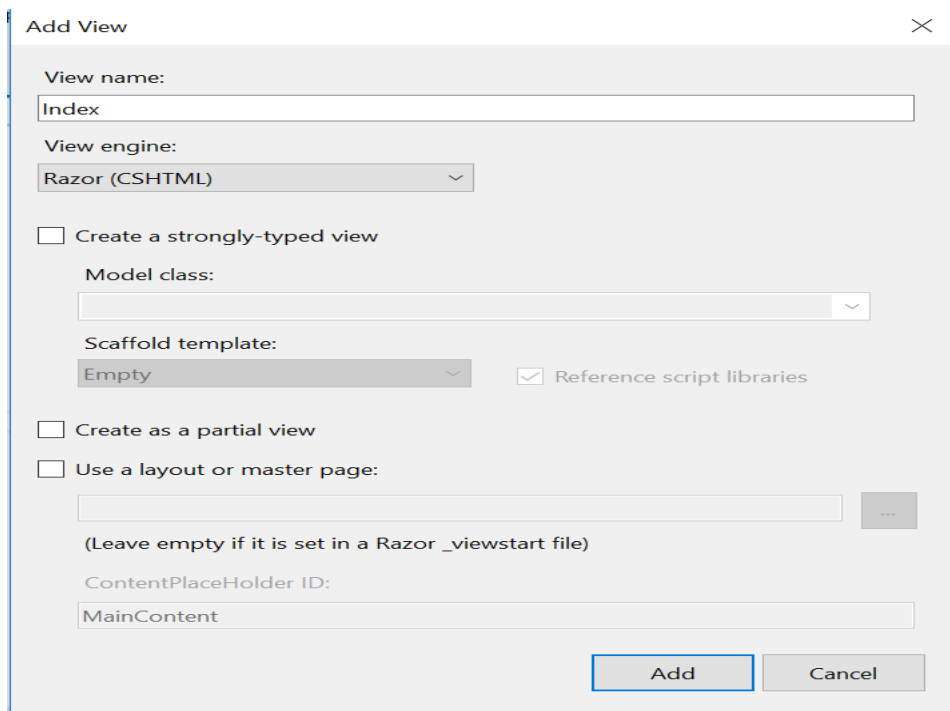 Add View
View name:
Index
View engine:
Razor (CSHTML)
Create a strongly-typed view
Model class:
Scaffold template:
Empty
Reference script libraries
Create as a partial view
Use a layout or master page:
...
(Leave empty if it is set in a Razor _viewstart file)
ContentPlaceHolder ID:
MainContent
Add
Cancel